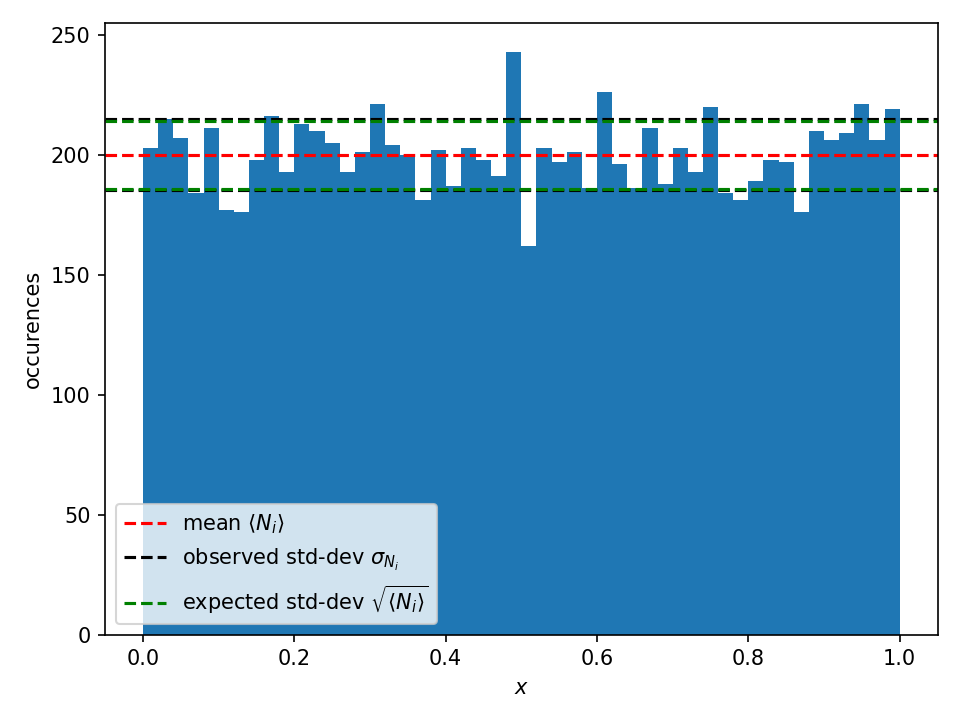 250
200
150
100
50
0
occurences
mean ⟨N_i⟩
observed std-dev σ_{N_i}
expected std-dev √⟨N_i⟩
0.0 0.2 0.4 0.6 0.8 1.0
x